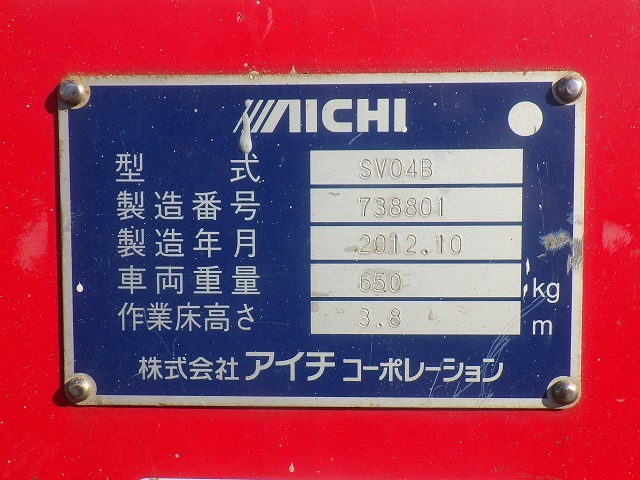 AICHI
型式 SV04B
製造番号 738801
製造年月 2012.10
車両重量 650 kg
作業床高さ 3.8 m
株式会社 アイチ コーポレーション